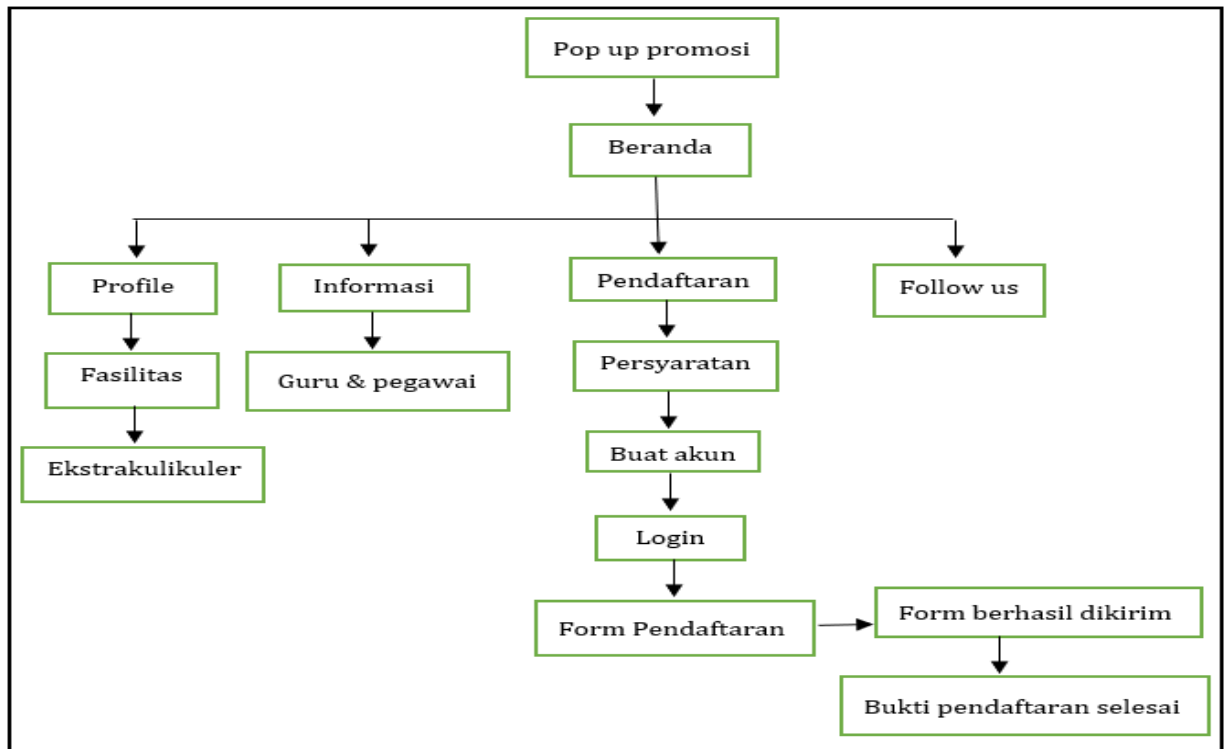 Pop up promosi
Beranda
Profile
Informasi
Pendaftaran
Follow us
Fasilitas
Guru & pegawai
Persyaratan
Ekstrakulikuler
Buat akun
Login
Form Pendaftaran
Form berhasil dikirim
Bukti pendaftaran selesai